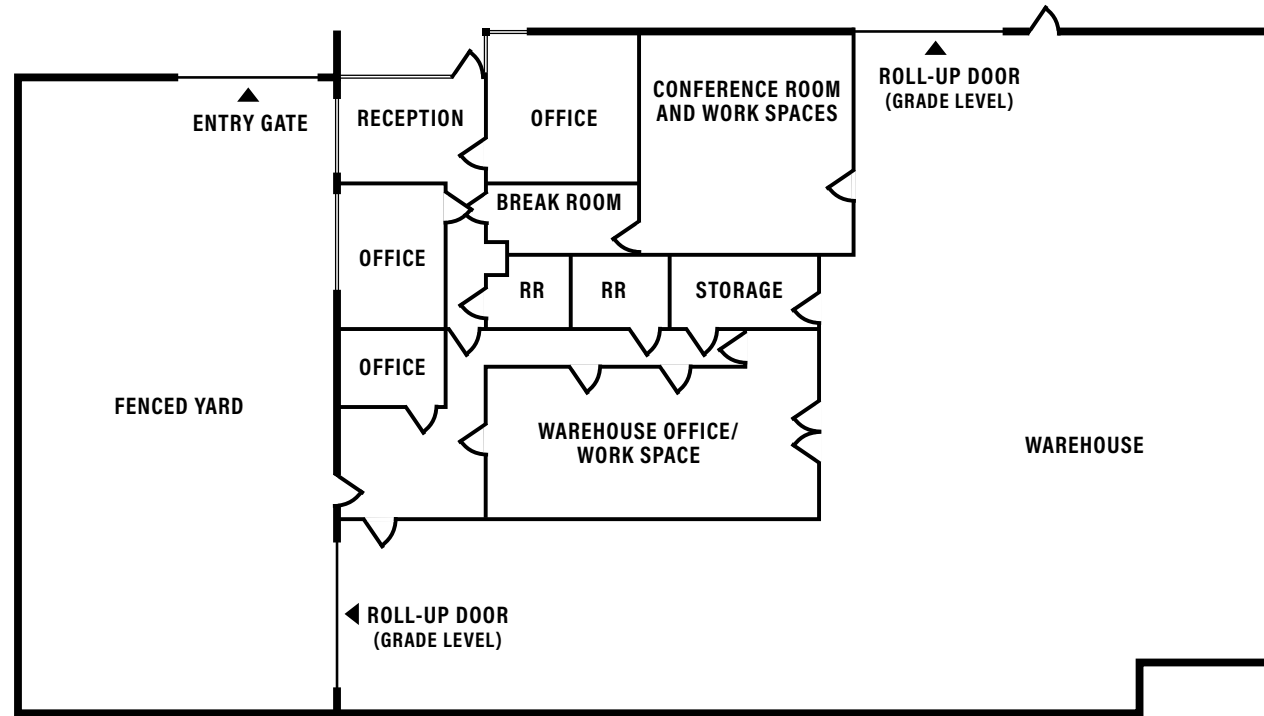 ENTRY GATE
RECEPTION
OFFICE
CONFERENCE ROOM
AND WORK SPACES
ROLL-UP DOOR
(GRADE LEVEL)
BREAK ROOM
OFFICE
RR
RR
STORAGE
OFFICE
FENCED YARD
WAREHOUSE OFFICE/
WORK SPACE
WAREHOUSE
ROLL-UP DOOR
(GRADE LEVEL)